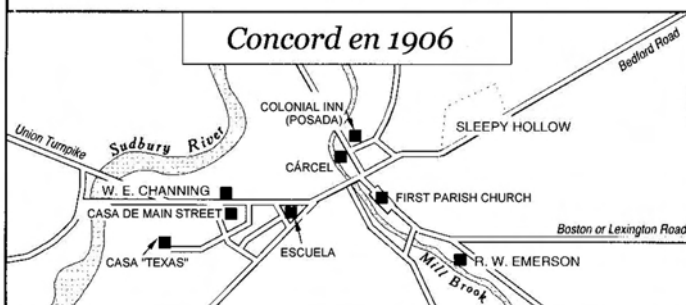 Concord en 1906
Bedford Road
COLONIAL INN
(POSADA)
SLEEPY HOLLOW
Union Turnpike
Sudbury River
CÁRCEL
W. E. CHANNING
FIRST PARISH CHURCH
CASA DE MAIN STREET
ESCUELA
Boston or Lexington Road
CASA "TEXAS"
Mill Brook
R. W. EMERSON